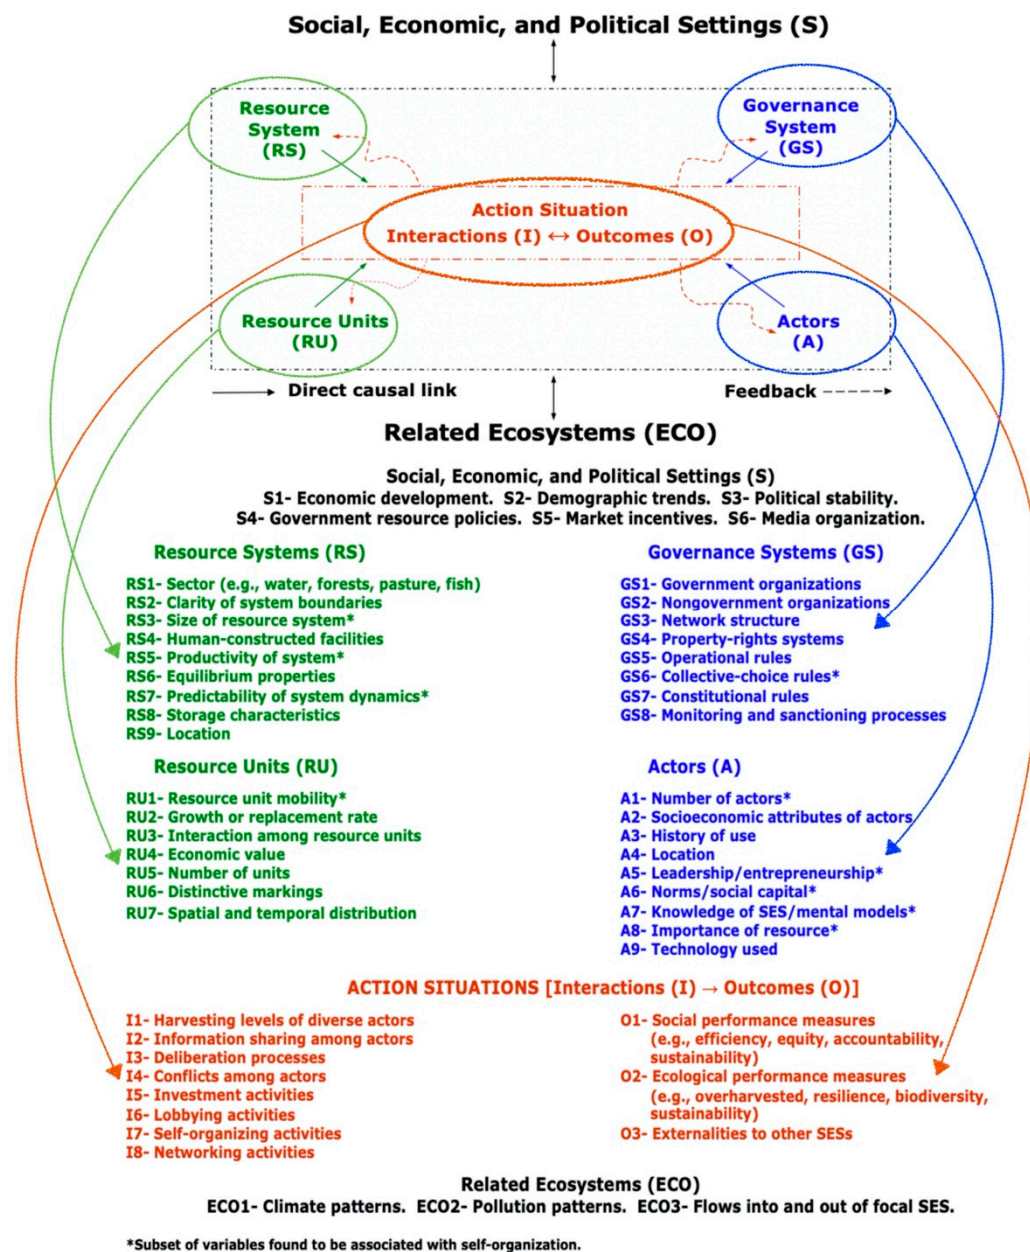 Social, Economic, and Political Settings (S)
Resource
System
(RS)
Governance
System
(GS)
Action Situation
Interactions (I) ↔ Outcomes (O)
Resource Units
(RU)
Actors
(A)
Direct causal link
Feedback
Related Ecosystems (ECO)
Social, Economic, and Political Settings (S)
S1- Economic development. S2- Demographic trends. S3- Political stability.
S4- Government resource policies. S5- Market incentives. S6- Media organization.
Resource Systems (RS)
RS1- Sector (e.g., water, forests, pasture, fish)
RS2- Clarity of system boundaries
RS3- Size of resource system*
RS4- Human-constructed facilities
RS5- Productivity of system*
RS6- Equilibrium properties
RS7- Predictability of system dynamics*
RS8- Storage characteristics
RS9- Location
Governance Systems (GS)
GS1- Government organizations
GS2- Nongovernment organizations
GS3- Network structure
GS4- Property-rights systems
GS5- Operational rules
GS6- Collective-choice rules*
GS7- Constitutional rules
GS8- Monitoring and sanctioning processes
Resource Units (RU)
RU1- Resource unit mobility*
RU2- Growth or replacement rate
RU3- Interaction among resource units
RU4- Economic value
RU5- Number of units
RU6- Distinctive markings
RU7- Spatial and temporal distribution
Actors (A)
A1- Number of actors*
A2- Socioeconomic attributes of actors
A3- History of use
A4- Location
A5- Leadership/entrepreneurship*
A6- Norms/social capital*
A7- Knowledge of SES/mental models*
A8- Importance of resource*
A9- Technology used
ACTION SITUATIONS [Interactions (I) → Outcomes (O)]
I1- Harvesting levels of diverse actors
I2- Information sharing among actors
I3- Deliberation processes
I4- Conflicts among actors
I5- Investment activities
I6- Lobbying activities
I7- Self-organizing activities
I8- Networking activities
O1- Social performance measures
(e.g., efficiency, equity, accountability,
sustainability)
O2- Ecological performance measures
(e.g., overharvested, resilience, biodiversity,
sustainability)
O3- Externalities to other SESs
Related Ecosystems (ECO)
ECO1- Climate patterns. ECO2- Pollution patterns. ECO3- Flows into and out of focal SES.
*Subset of variables found to be associated with self-organization.